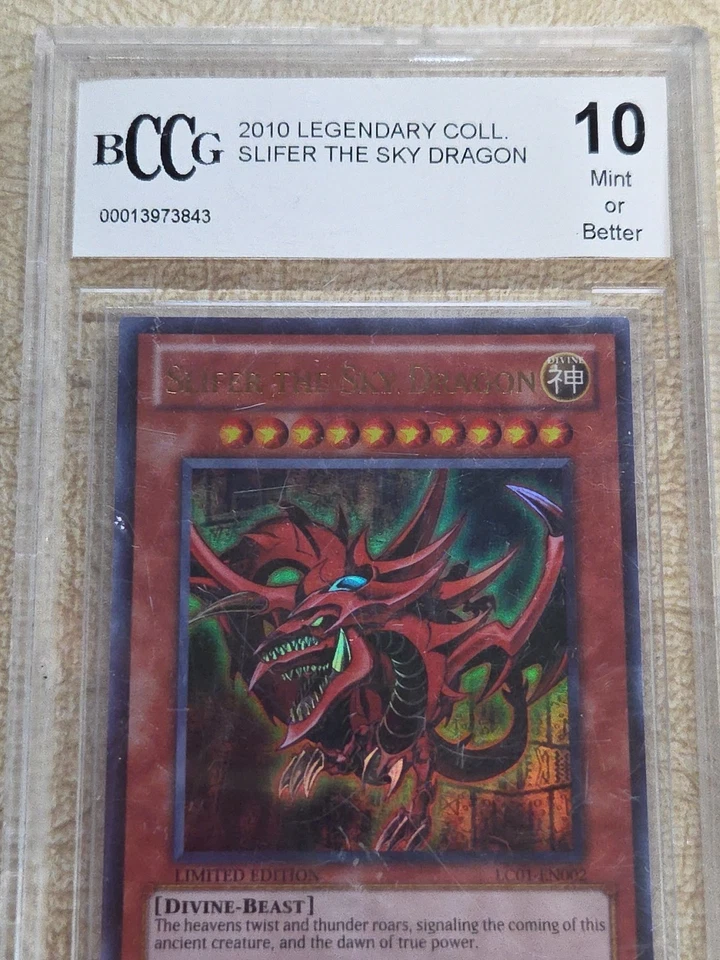 BCCG
2010 LEGENDARY COLL.
SLIFER THE SKY DRAGON
00013973843
10
Mint
or
Better
SLIFER THE SKY DRAGON
DIVINE
神
LIMITED EDITION
LC01-EN002
[DIVINE-BEAST]
The heavens twist and thunder roars, signaling the coming of this
ancient creature, and the dawn of true power.